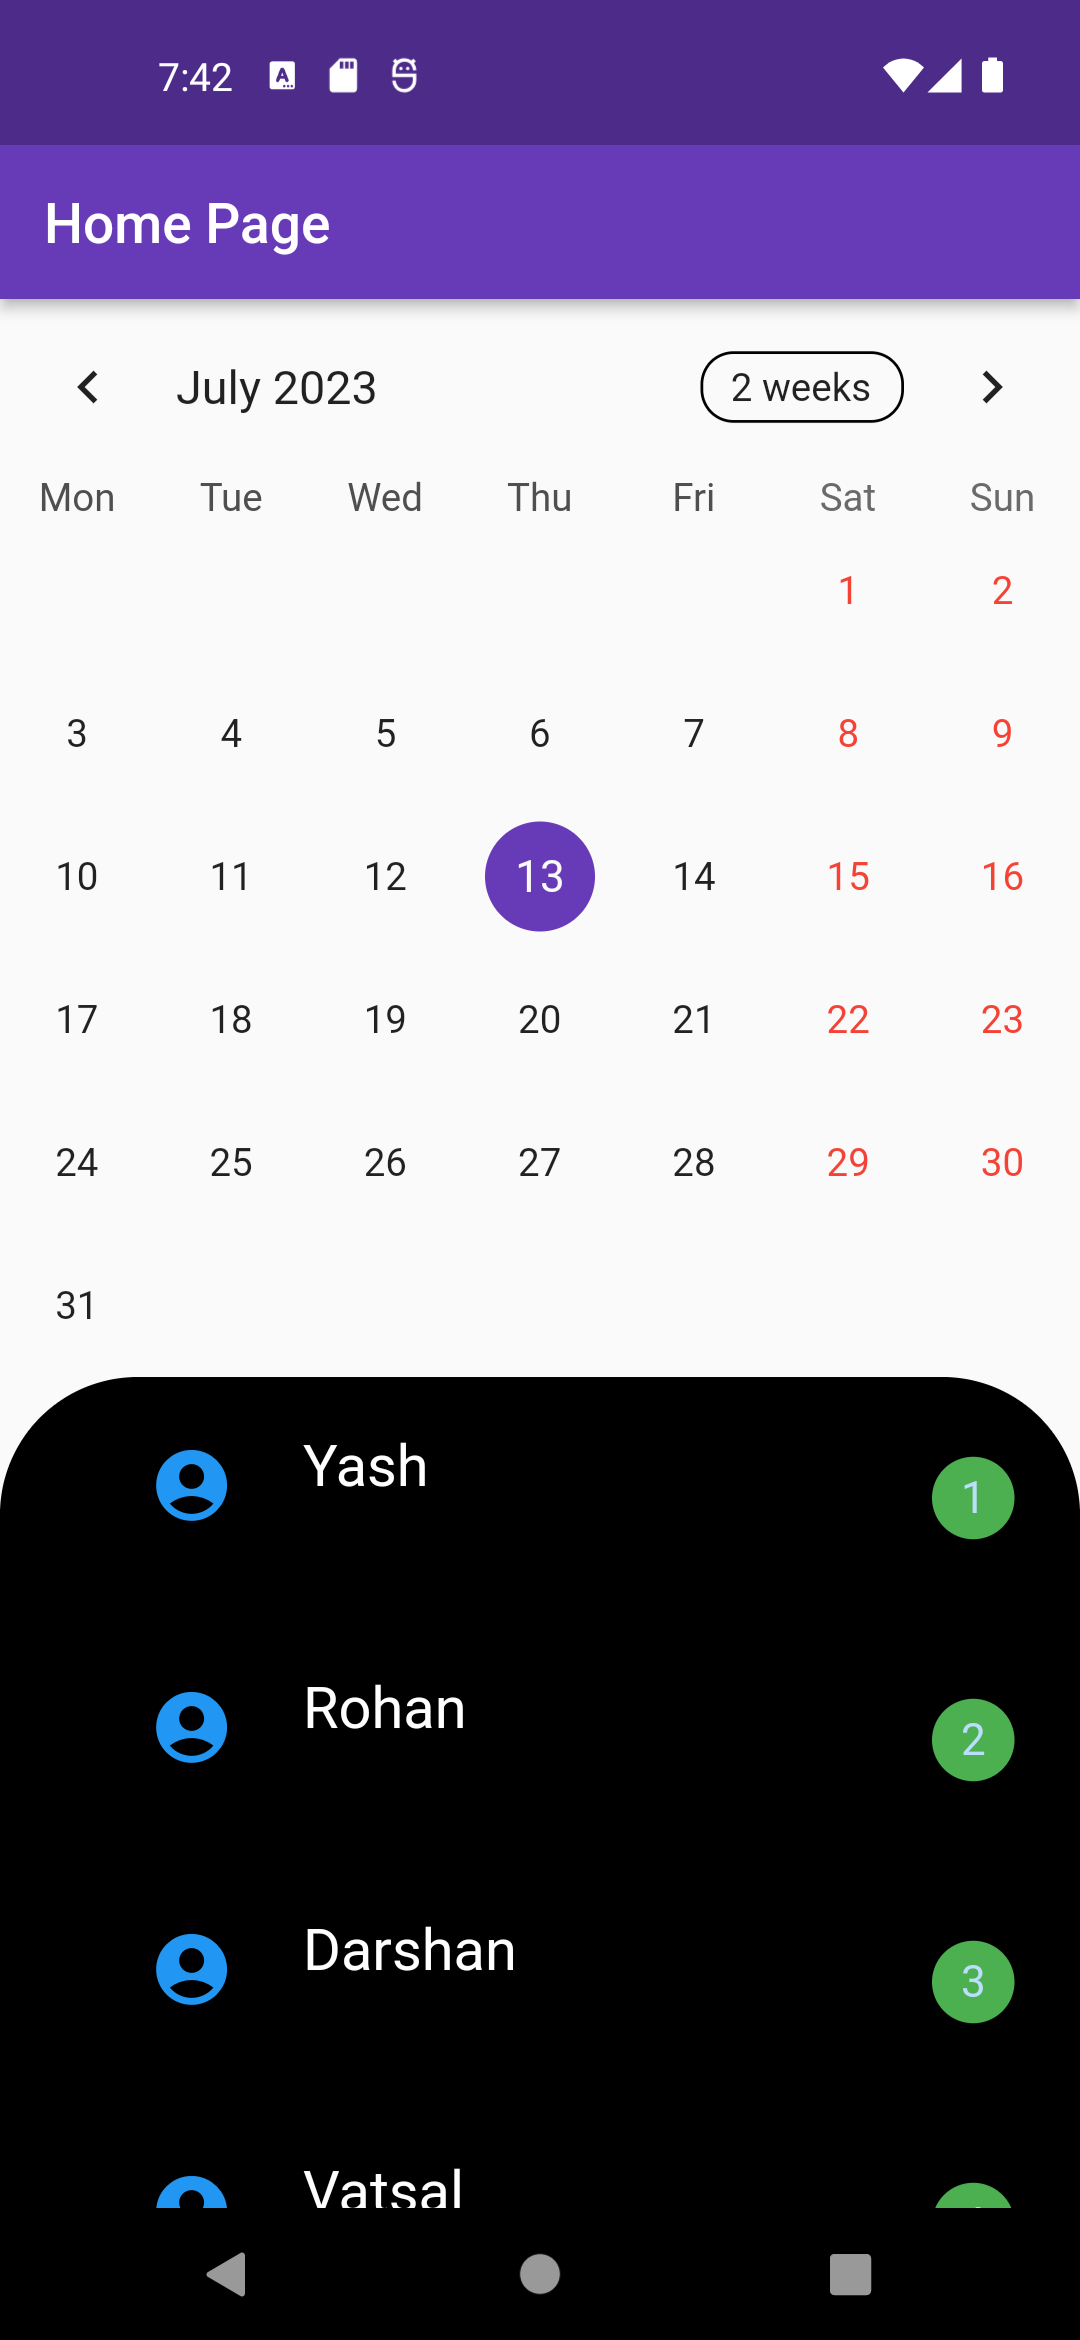 7:42
Home Page
July 2023 2 weeks
Mon Tue Wed Thu Fri Sat Sun
1 2
3 4 5 6 7 8 9
10 11 12 13 14 15 16
17 18 19 20 21 22 23
24 25 26 27 28 29 30
31
Yash 1
Rohan 2
Darshan 3
Vatsal